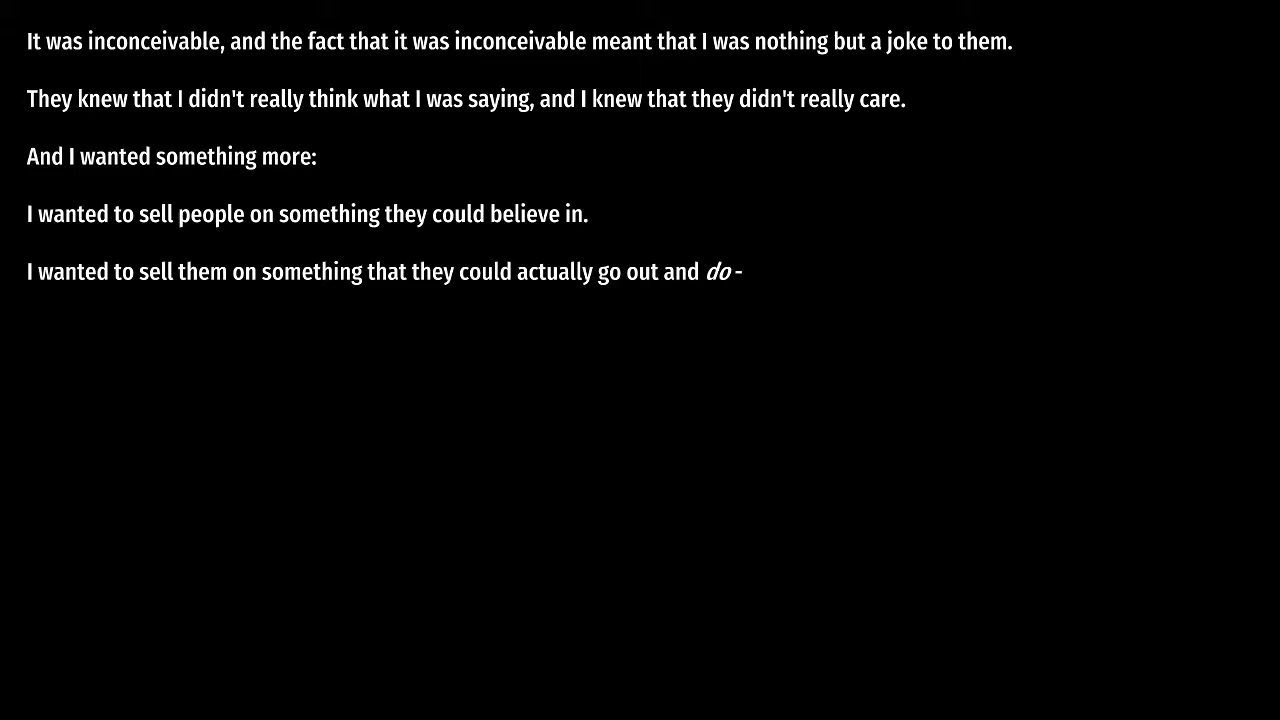 It was inconceivable, and the fact that it was inconceivable meant that I was nothing but a joke to them.
They knew that I didn't really think what I was saying, and I knew that they didn't really care.
And I wanted something more:
I wanted to sell people on something they could believe in.
I wanted to sell them on something that they could actually go out and do -